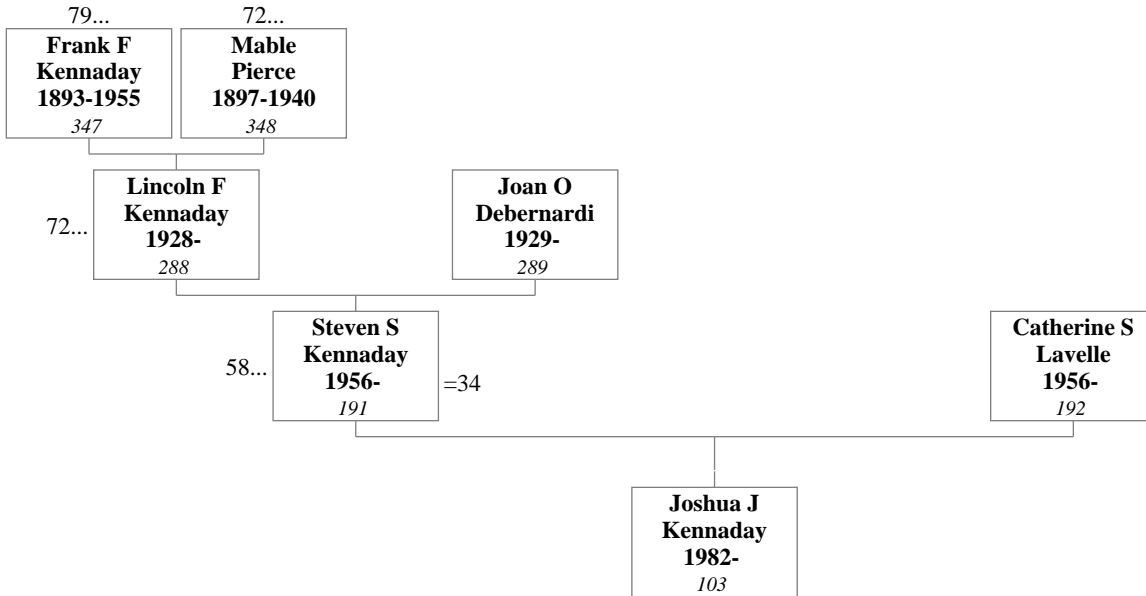 79...
72...
Frank F
Kennaday
1893-1955
347
Mable
Pierce
1897-1940
348
72...
Lincoln F
Kennaday
1928-
288
Joan O
Debernardi
1929-
289
58...
Steven S
Kennaday
1956-
191
=34
Catherine S
Lavelle
1956-
192
Joshua J
Kennaday
1982-
103